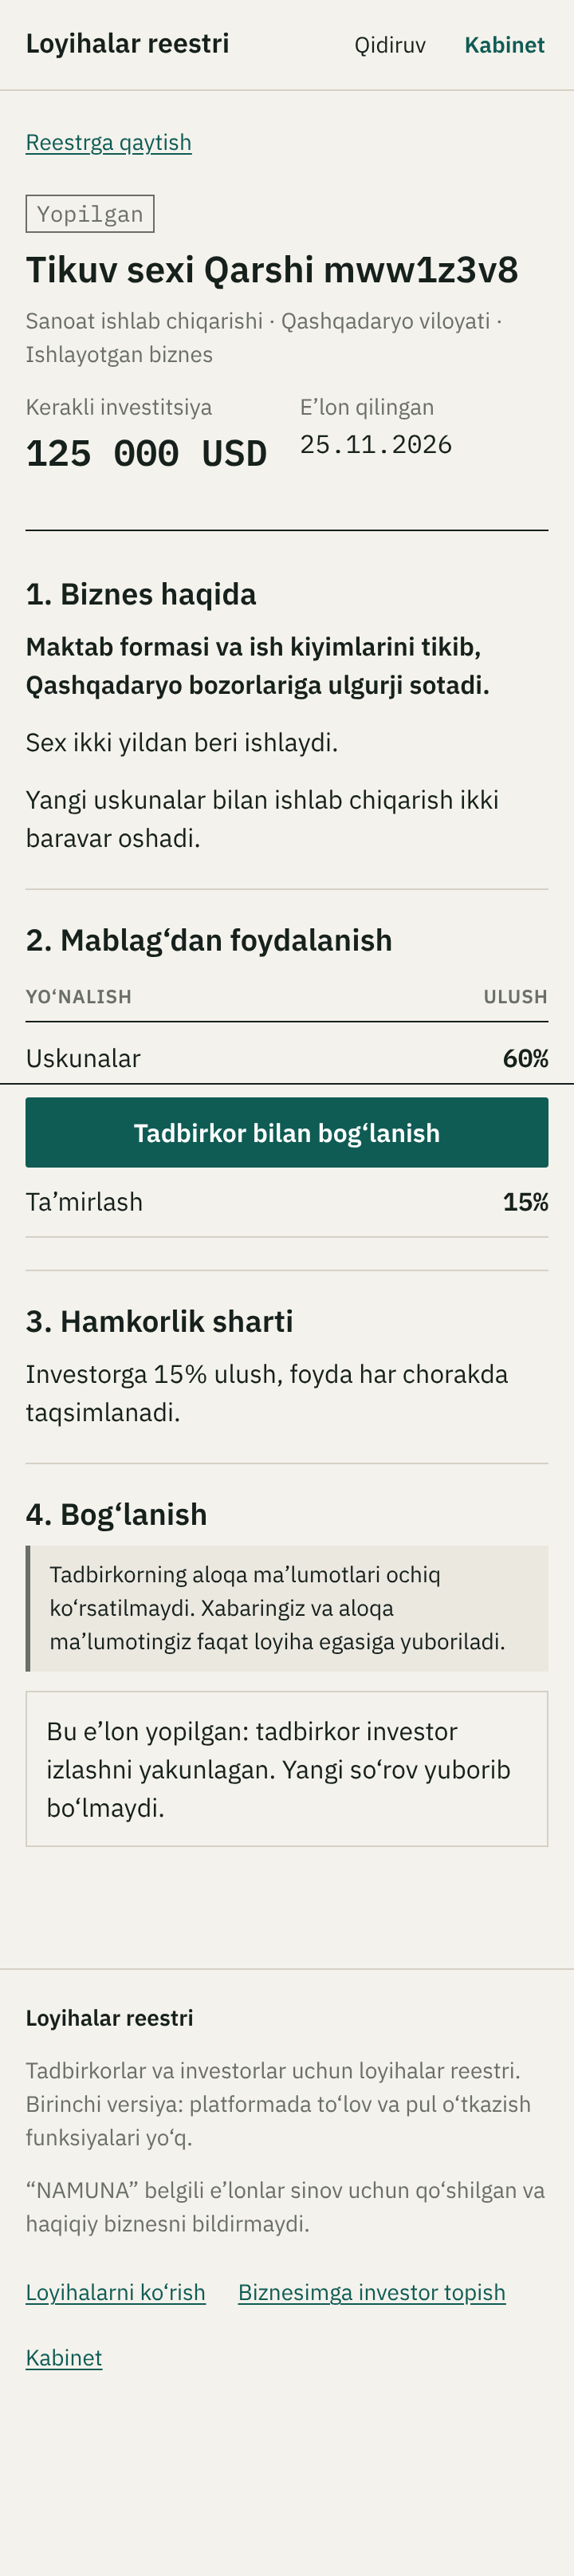 Loyihalar reestri
Qidiruv
Kabinet
Reestrga qaytish
Yopilgan
Tikuv sexi Qarshi mww1z3v8
Sanoat ishlab chiqarishi · Qashqadaryo viloyati ·
Ishlayotgan biznes
Kerakli investitsiya
125 000 USD
E’lon qilingan
25.11.2026
1. Biznes haqida
Maktab formasi va ish kiyimlarini tikib,
Qashqadaryo bozorlariga ulgurji sotadi.
Sex ikki yildan beri ishlaydi.
Yangi uskunalar bilan ishlab chiqarish ikki
baravar oshadi.
2. Mablag‘dan foydalanish
YO‘NALISH ULUSH
Uskunalar 60%
Tadbirkor bilan bog‘lanish
Ta’mirlash 15%
3. Hamkorlik sharti
Investorga 15% ulush, foyda har chorakda
taqsimlanadi.
4. Bog‘lanish
Tadbirkorning aloqa ma’lumotlari ochiq
ko‘rsatilmaydi. Xabaringiz va aloqa
ma’lumotingiz faqat loyiha egasiga yuboriladi.
Bu e’lon yopilgan: tadbirkor investor
izlashni yakunlagan. Yangi so‘rov yuborib
bo‘lmaydi.
Loyihalar reestri
Tadbirkorlar va investorlar uchun loyihalar reestri.
Birinchi versiya: platformada to‘lov va pul o‘tkazish
funksiyalari yo‘q.
“NAMUNA” belgili e’lonlar sinov uchun qo‘shilgan va
haqiqiy biznesni bildirmaydi.
Loyihalarni ko‘rish
Biznesimga investor topish
Kabinet